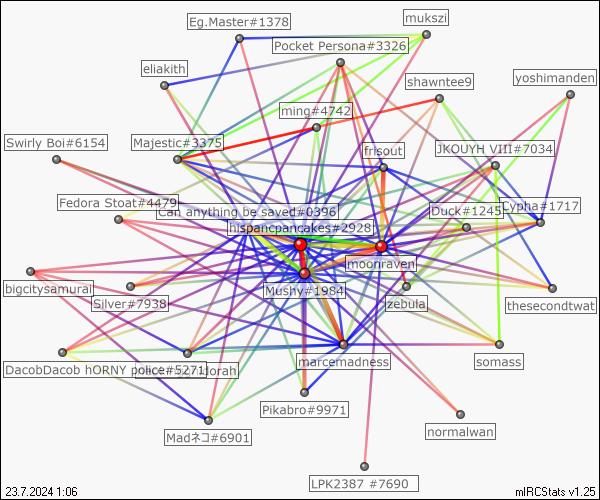 Eg.Master#1378
mukszi
Pocket Persona#3326
eliakith
shawntee9
yoshimanden
ming#4742
Swirly Boi#6154
Majestic#3375
frisout
JKOUYH VIII#7034
Fedora Stoat#4479
Can anything be saved#0396
Duck#1245
Cypha#1717
hispancpancakes#2928
moonraven
bigcitysamurai
Silver#7938
Mushy#1984
zebula
thesecondtwat
DacobDacob hORNY police#5271
marcemadness
somass
Pikabro#9971
Madネコ#6901
normalwan
LPK2387 #7690
23.7.2024 1:06
mIRCStats v1.25